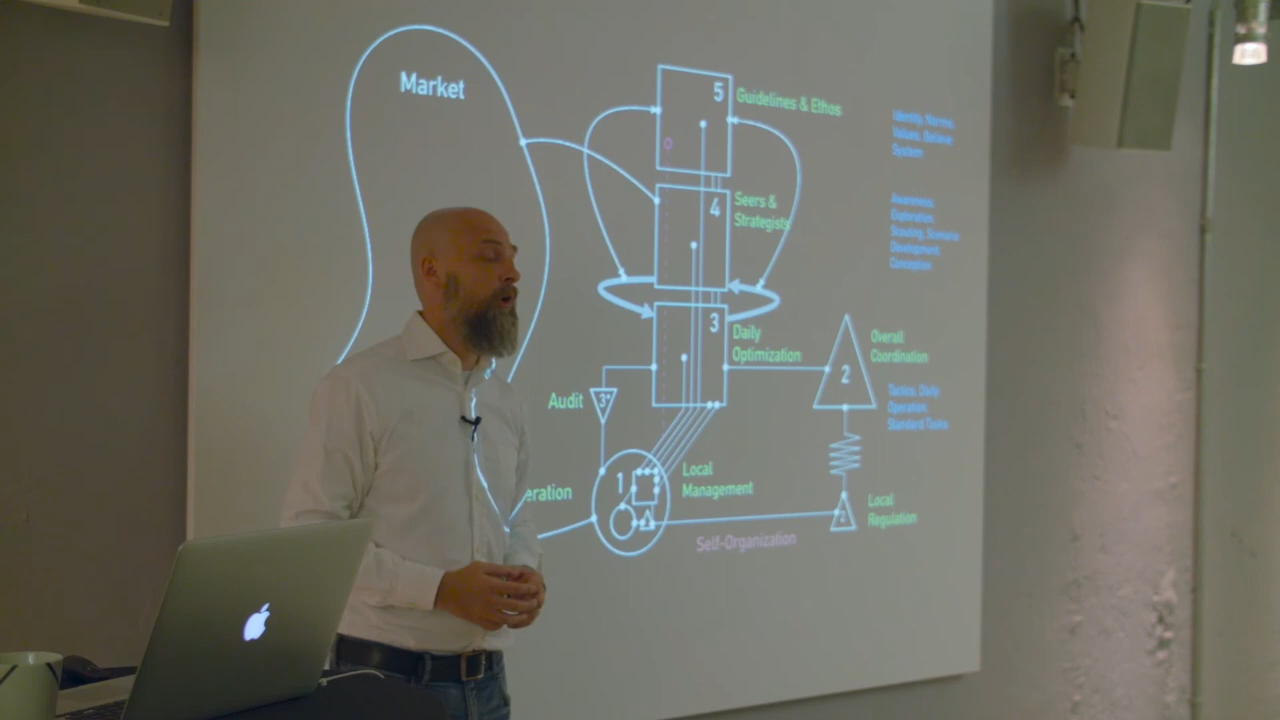 Market
5
Guidelines & Ethos
Identity, Norms,
Values, Believe
System
4
Seers &
Strategists
Awareness,
Exploration,
Scouting, Scenario
Development,
Conception
3
Daily
Optimization
Overall
Coordination
2
Audit
3*
Tactics, Daily
Operation,
Standard Tasks
1
Local
Management
eration
Local
Regulation
2
Self-Organization